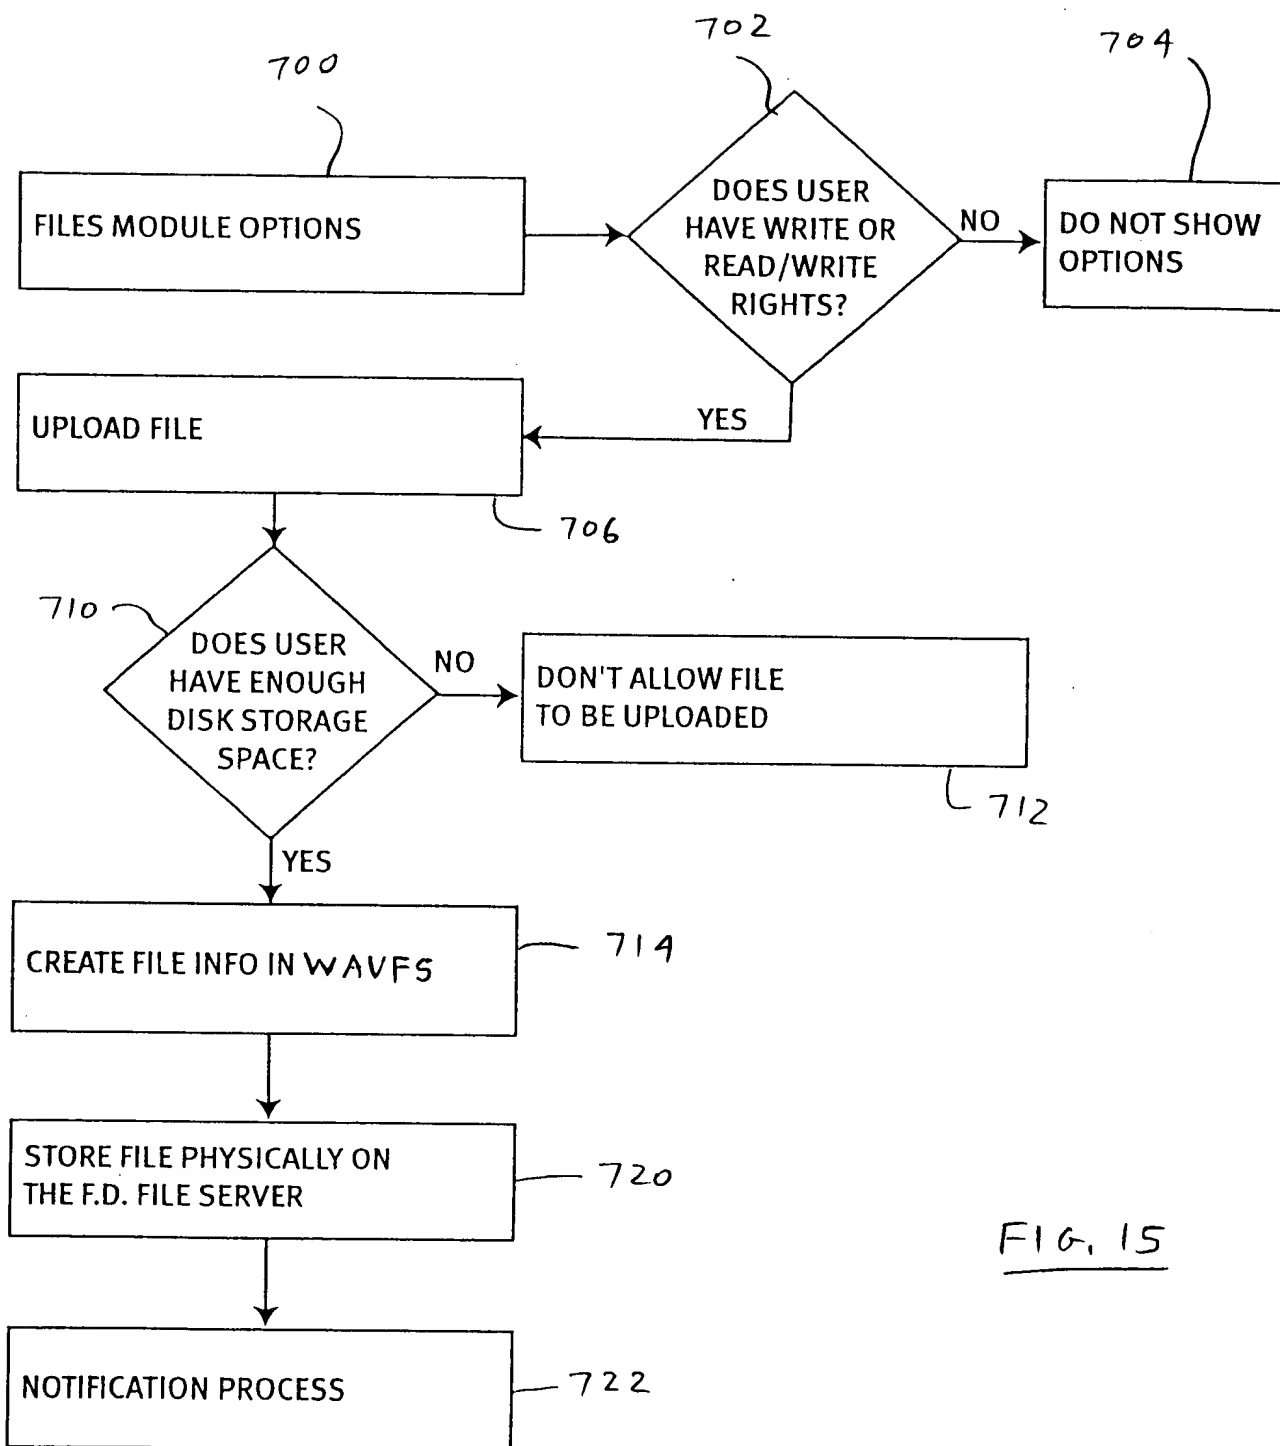 700
702
704
FILES MODULE OPTIONS
DOES USER
HAVE WRITE OR
READ/WRITE
RIGHTS?
NO
DO NOT SHOW
OPTIONS
YES
UPLOAD FILE
706
710
DOES USER
HAVE ENOUGH
DISK STORAGE
SPACE?
NO
DON'T ALLOW FILE
TO BE UPLOADED
712
YES
CREATE FILE INFO IN WAVFS
714
STORE FILE PHYSICALLY ON
THE F.D. FILE SERVER
720
NOTIFICATION PROCESS
722
FIG. 15